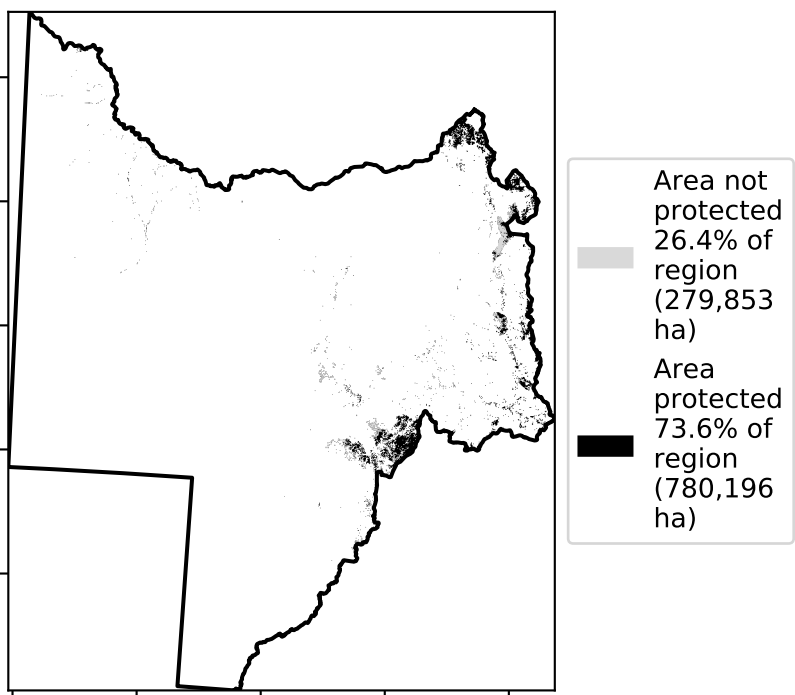 Area not
protected
26.4% of
region
(279,853
ha)
Area
protected
73.6% of
region
(780,196
ha)